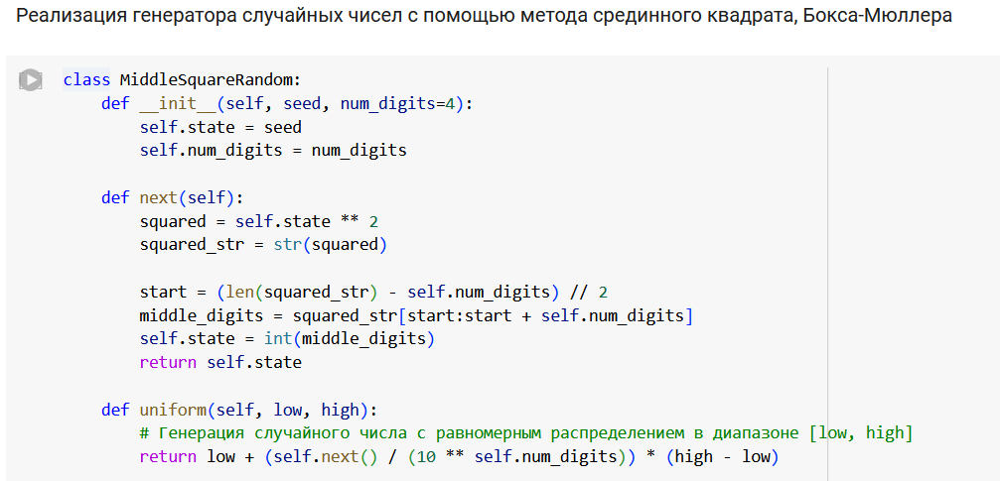 Реализация генератора случайных чисел с помощью метода срединного квадрата, Бокса-Мюллера
class MiddleSquareRandom:
    def __init__(self, seed, num_digits=4):
        self.state = seed
        self.num_digits = num_digits

    def next(self):
        squared = self.state ** 2
        squared_str = str(squared)

        start = (len(squared_str) - self.num_digits) // 2
        middle_digits = squared_str[start:start + self.num_digits]
        self.state = int(middle_digits)
        return self.state

    def uniform(self, low, high):
        # Генерация случайного числа с равномерным распределением в диапазоне [low, high]
        return low + (self.next() / (10 ** self.num_digits)) * (high - low)